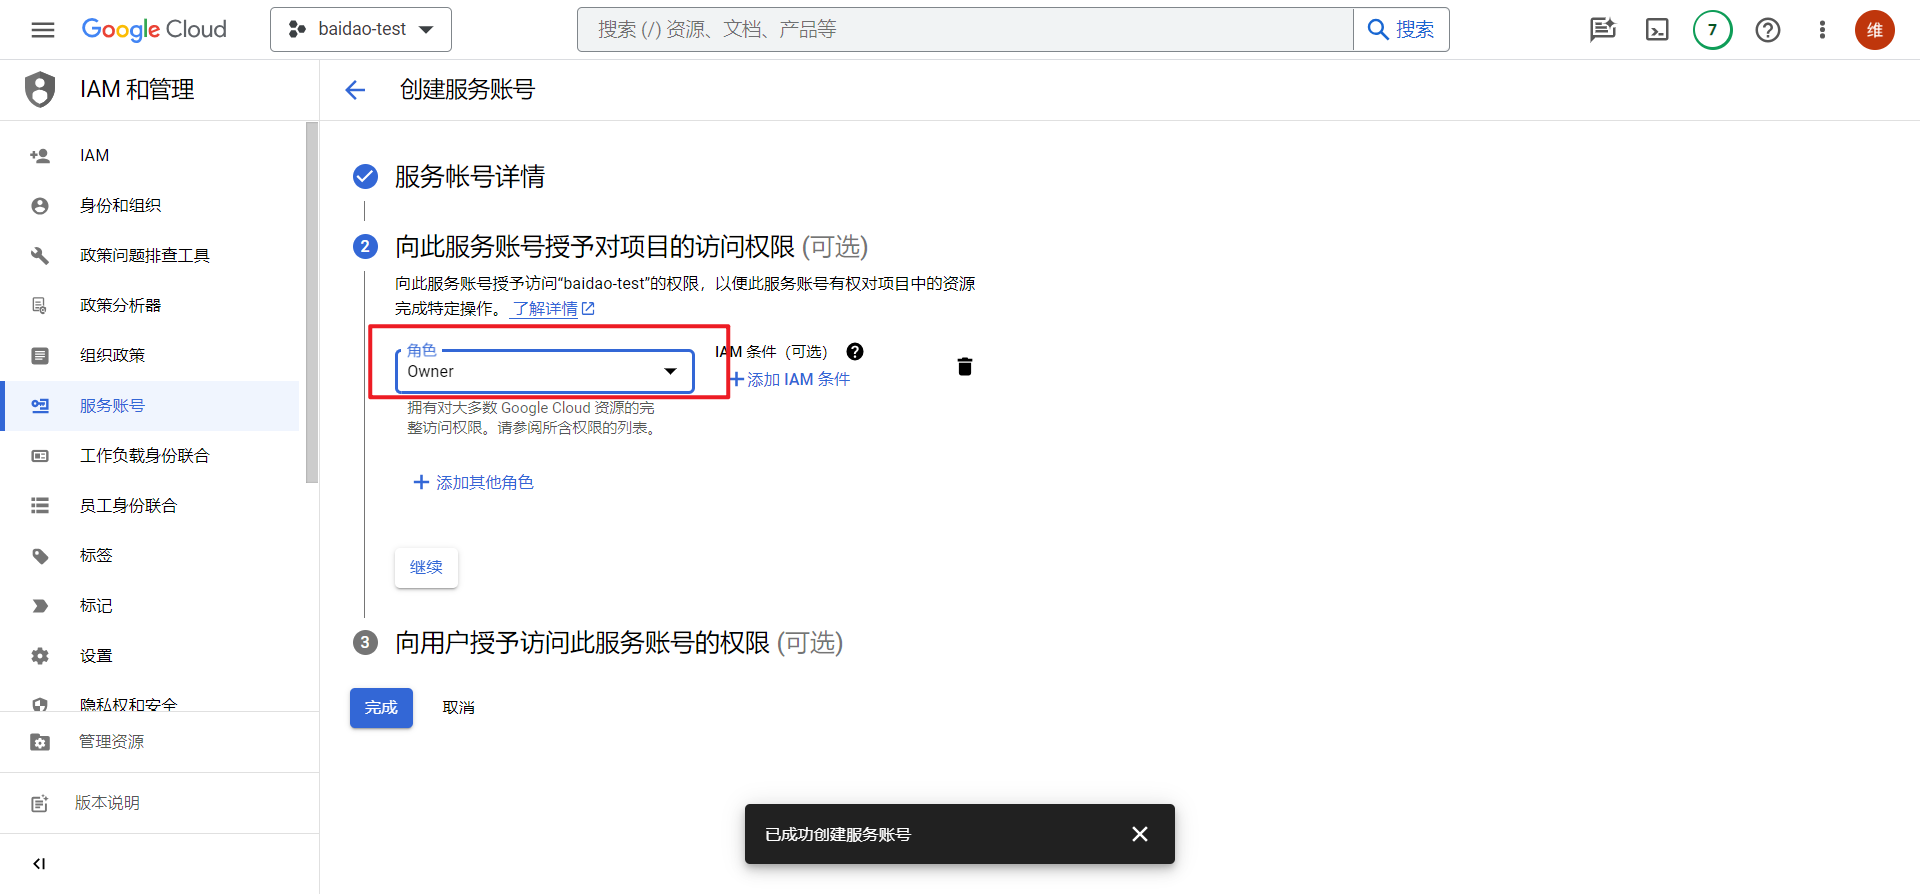 Google Cloud
baidao-test
搜索 (/) 资源、文档、产品等
搜索
7
维
IAM 和管理
创建服务账号
IAM
身份和组织
政策问题排查工具
政策分析器
组织政策
服务账号
工作负载身份联合
员工身份联合
标签
标记
设置
隐私权和安全
管理资源
版本说明
服务帐号详情
2
向此服务账号授予对项目的访问权限 (可选)
向此服务账号授予访问“baidao-test”的权限，以便此服务账号有权对项目中的资源
完成特定操作。 了解详情
角色
Owner
IAM 条件（可选）
添加 IAM 条件
拥有对大多数 Google Cloud 资源的完
整访问权限。请参阅所含权限的列表。
添加其他角色
继续
3
向用户授予访问此服务账号的权限 (可选)
完成
取消
已成功创建服务账号